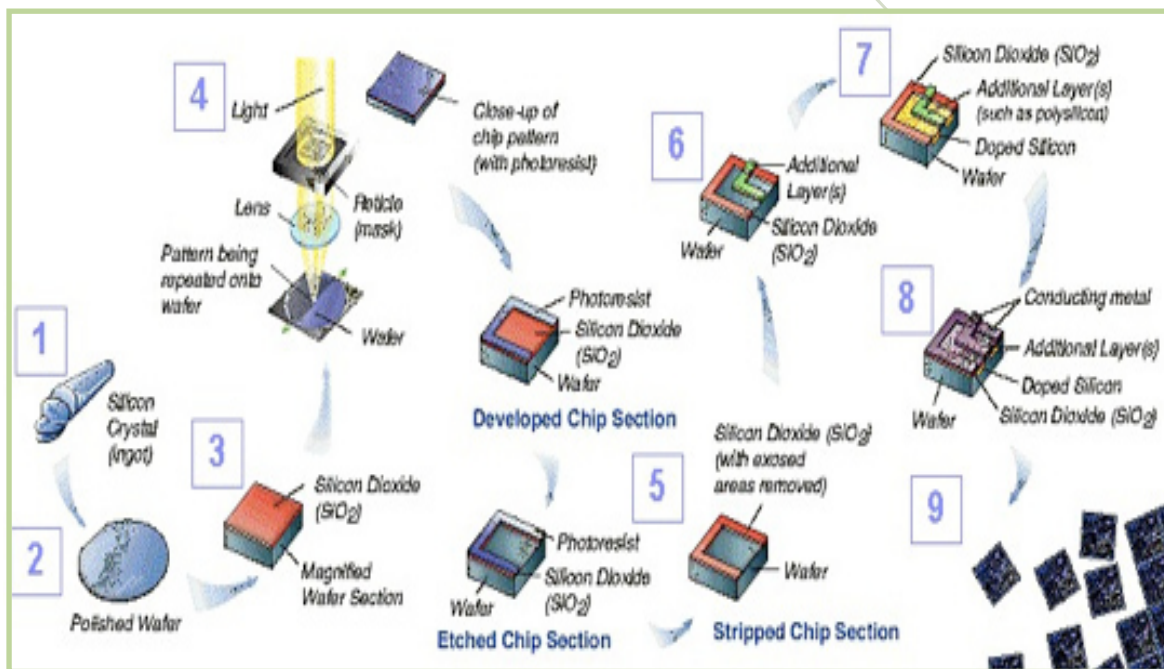 1
Silicon
Crystal
(ingot)
2
Polished Wafer
3
Silicon Dioxide
(SiO₂)
Magnified
Wafer Section
4
Light
Reticle
(mask)
Lens
Pattern being
repeated onto
wafer
Wafer
Close-up of
chip pattern
(with photoresist)
Photoresist
Silicon Dioxide
(SiO₂)
Wafer
Developed Chip Section
Photoresist
Silicon Dioxide
(SiO₂)
Wafer
Etched Chip Section
5
Silicon Dioxide (SiO₂)
(with exposed
areas removed)
Wafer
Stripped Chip Section
6
Additional
Layer(s)
Silicon Dioxide
(SiO₂)
Wafer
7
Silicon Dioxide (SiO₂)
Additional Layer(s)
(such as polysilicon)
Doped Silicon
Wafer
8
Conducting metal
Additional Layer(s)
Doped Silicon
Silicon Dioxide (SiO₂)
Wafer
9